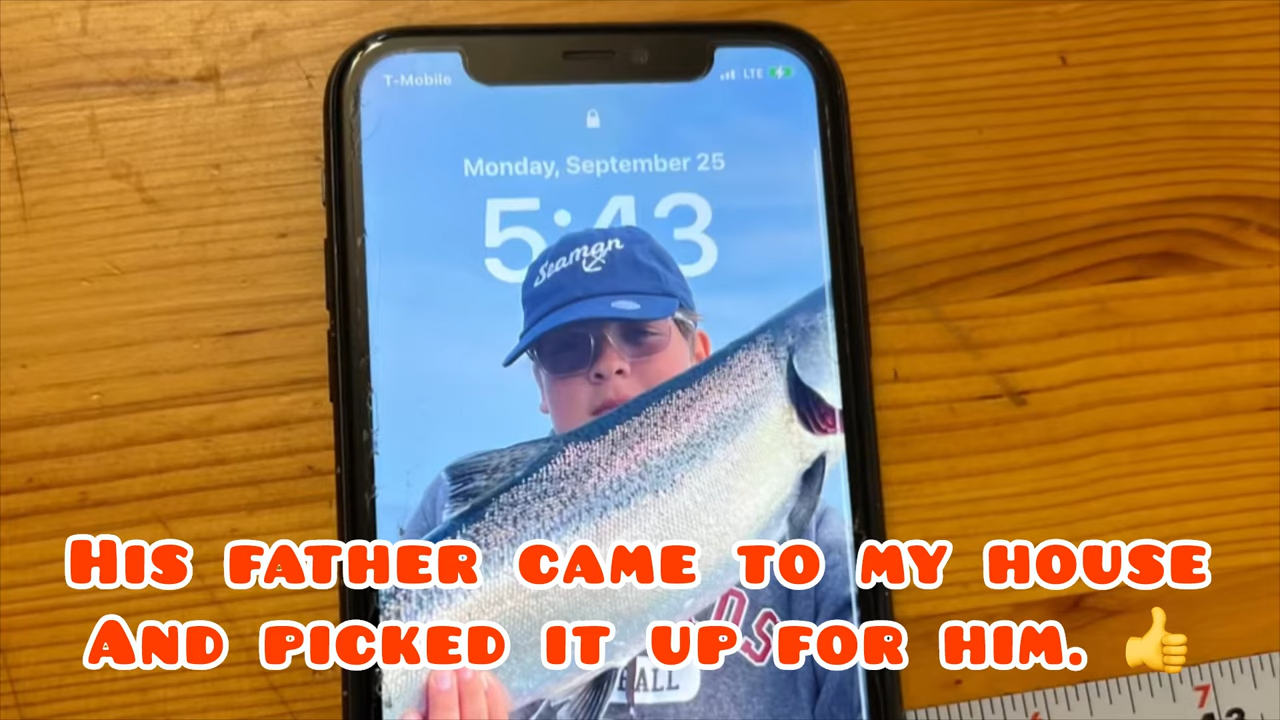 T-Mobile
LTE
Monday, September 25
5:43
Seaman
HIS FATHER CAME TO MY HOUSE
AND PICKED IT UP FOR HIM. 👍
7